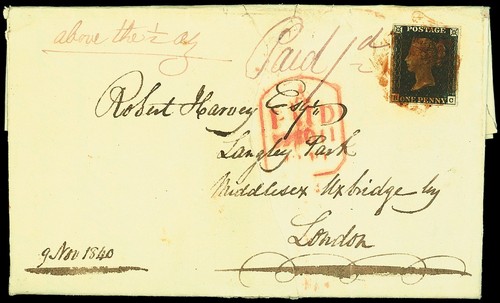 above the ½ oz
Paid 1d
POSTAGE
ONE PENNY
C
PAID
Robert Harvey Esqr.
Langley Park
Middlesex Uxbridge by
London
9 Nov 1840